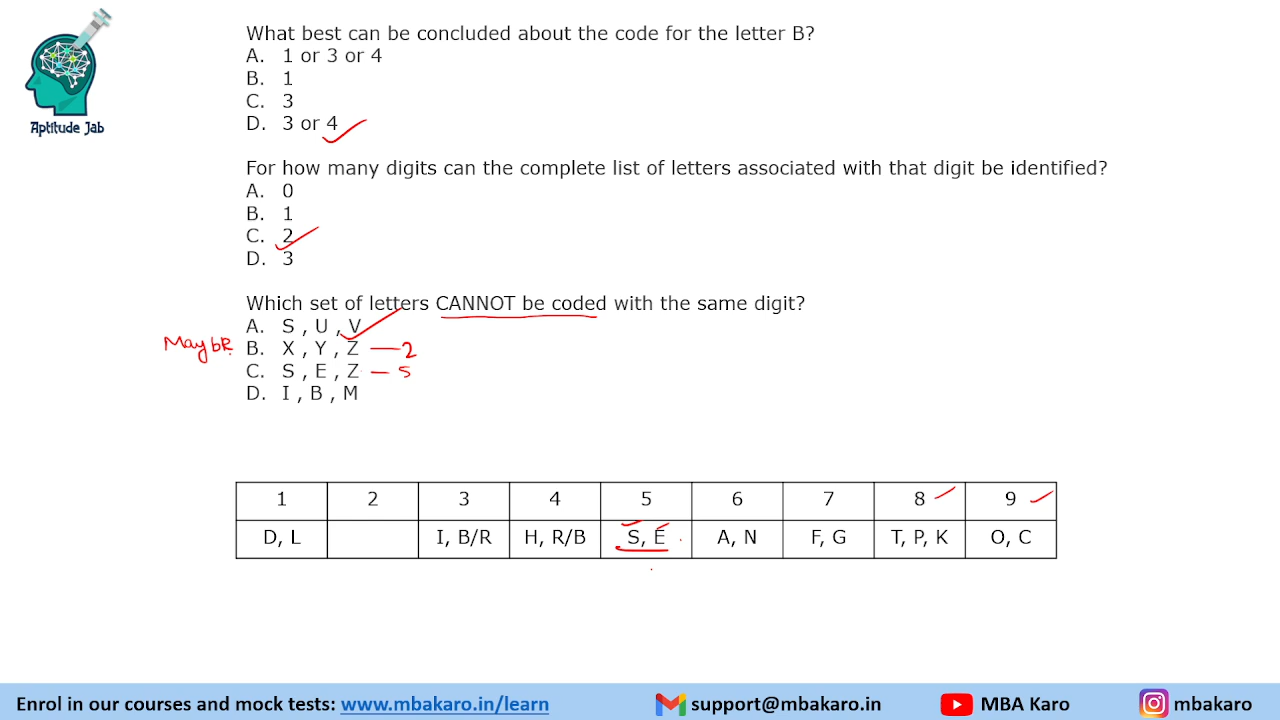 Aptitude Jab
What best can be concluded about the code for the letter B?
A. 1 or 3 or 4
B. 1
C. 3
D. 3 or 4
For how many digits can the complete list of letters associated with that digit be identified?
A. 0
B. 1
C. 2
D. 3
Which set of letters CANNOT be coded with the same digit?
A. S , U , V
Maybe B. X , Y , Z — 2
C. S , E , Z — 5
D. I , B , M
1 2 3 4 5 6 7 8 9
D, L I, B/R H, R/B S, E A, N F, G T, P, K O, C
Enrol in our courses and mock tests: www.mbakaro.in/learn support@mbakaro.in MBA Karo mbakaro